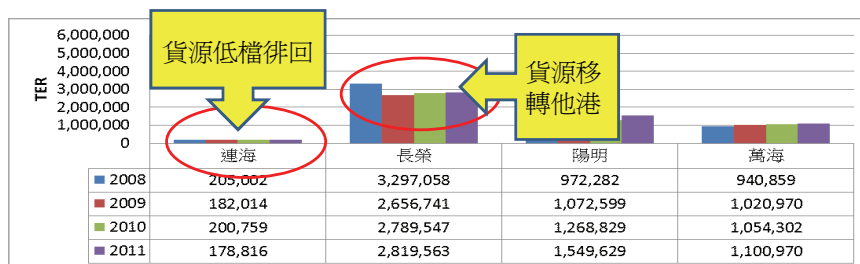 6,000,000
5,000,000
4,000,000
3,000,000
2,000,000
1,000,000
0
TER
貨源低檔徘回
貨源移
轉他港
連海 長榮 陽明 萬海
2008 205,002 3,297,058 972,282 940,859
2009 182,014 2,656,741 1,072,599 1,020,970
2010 200,759 2,789,547 1,268,829 1,054,302
2011 178,816 2,819,563 1,549,629 1,100,970